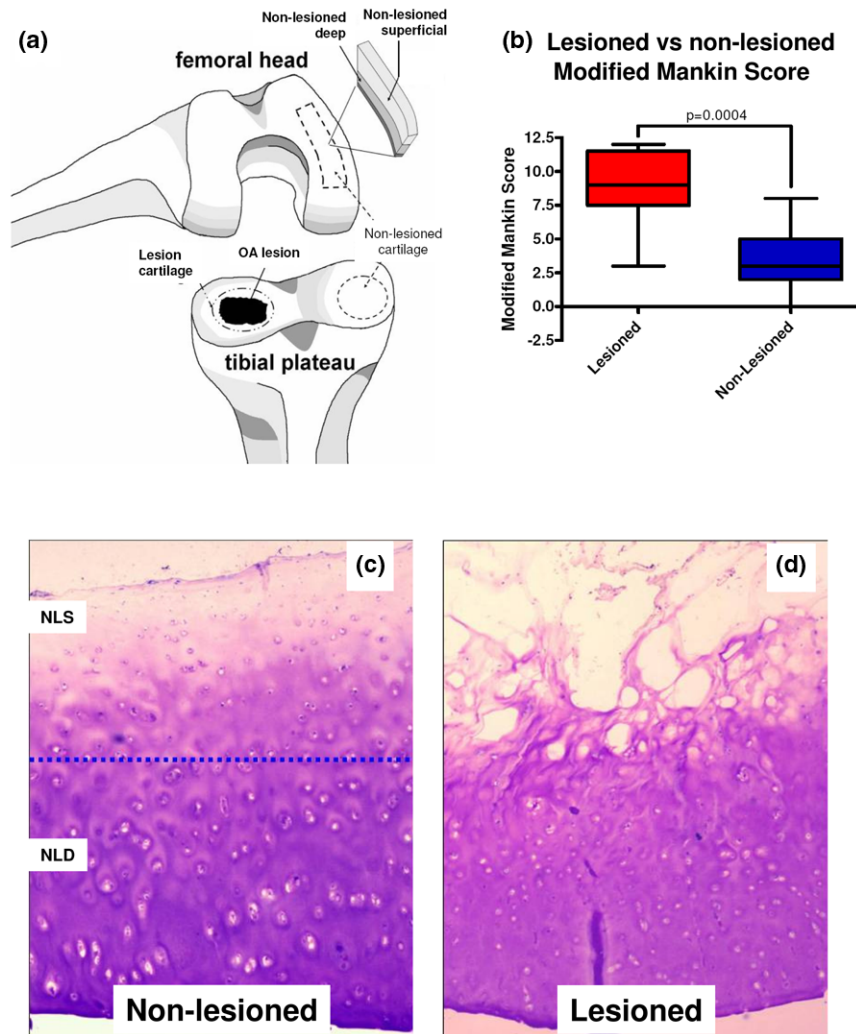 (a)
Non-lesioned
deep
Non-lesioned
superficial
femoral head
Non-lesioned
cartilage
Lesion
cartilage
OA lesion
tibial plateau
(b) Lesioned vs non-lesioned
Modified Mankin Score
p=0.0004
Modified Mankin Score
12.5
10.0
7.5
5.0
2.5
0.0
-2.5
Lesioned
Non-Lesioned
(c)
NLS
NLD
Non-lesioned
(d)
Lesioned